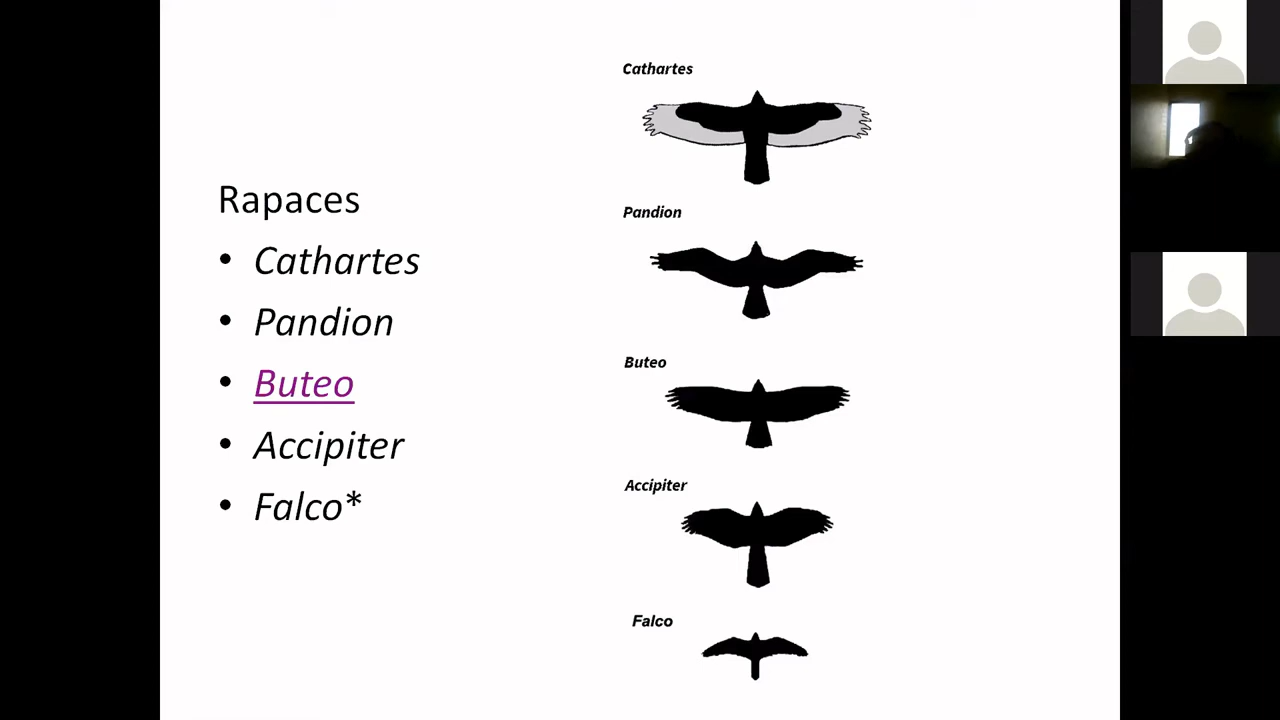 Rapaces
• Cathartes
• Pandion
• Buteo
• Accipiter
• Falco*
Cathartes
Pandion
Buteo
Accipiter
Falco